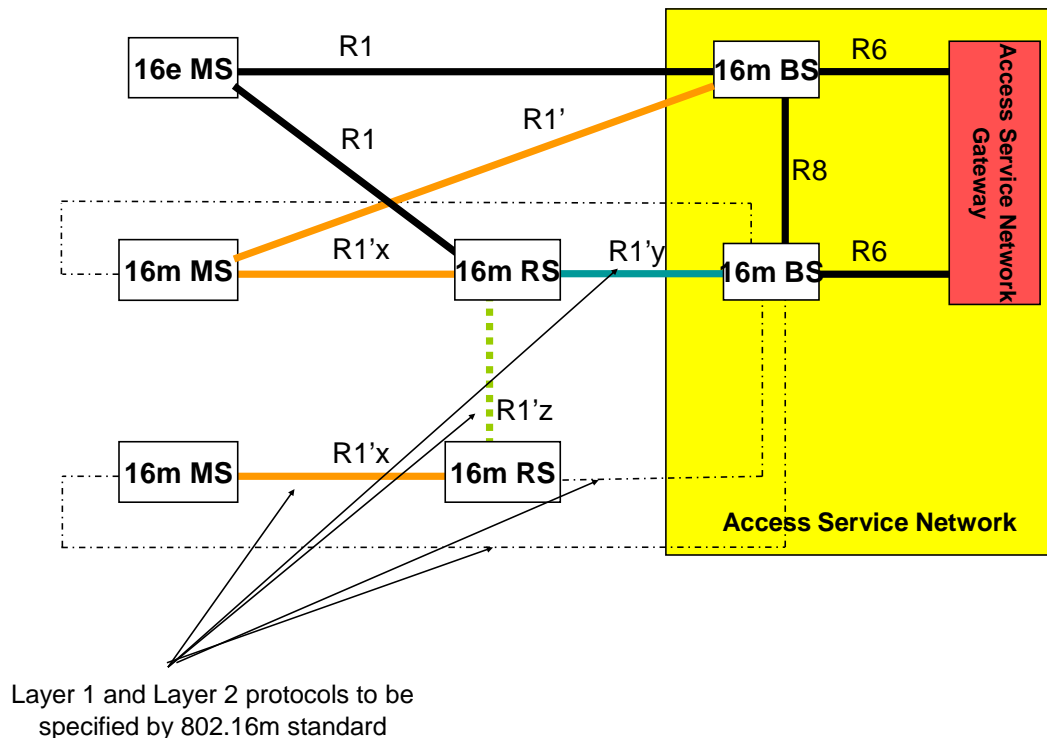 R1
R6
16e MS
16m BS
Access Service Network
Gateway
R1'
R1
R8
R1'x
R1'y
R6
16m MS
16m RS
16m BS
R1'z
R1'x
16m MS
16m RS
Access Service Network
Layer 1 and Layer 2 protocols to be
specified by 802.16m standard